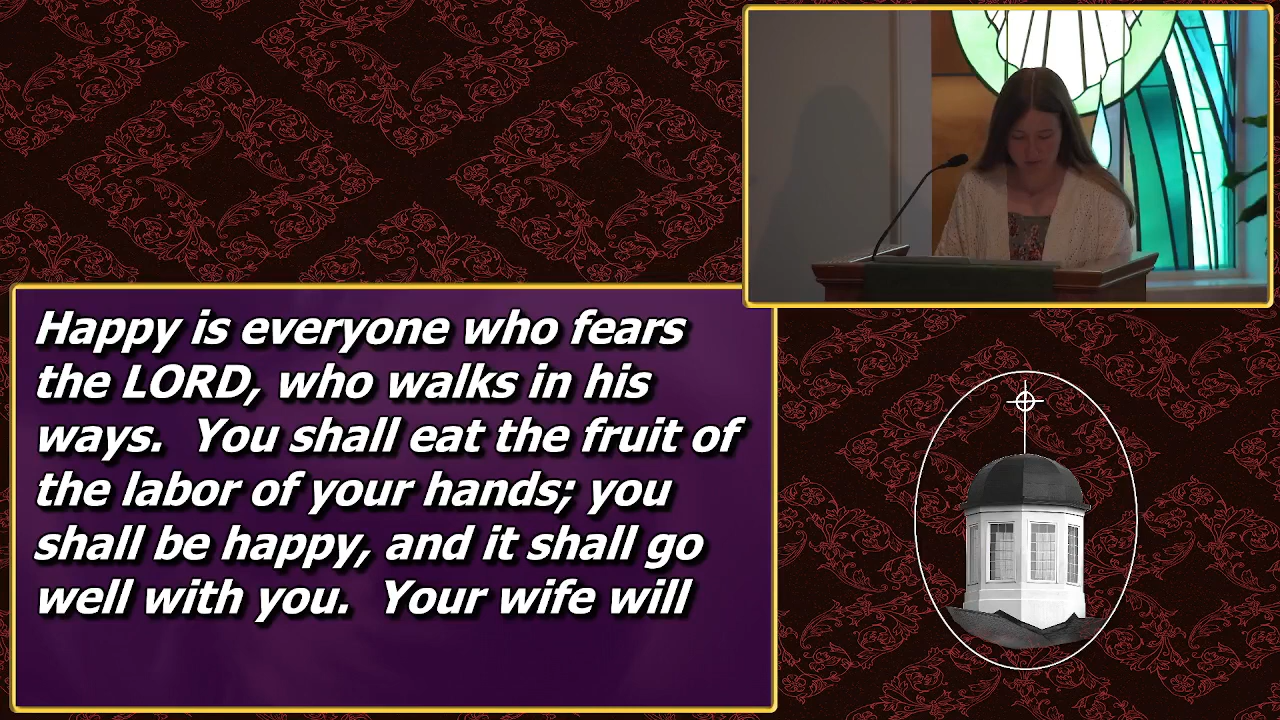 Happy is everyone who fears
the LORD, who walks in his
ways.  You shall eat the fruit of
the labor of your hands; you
shall be happy, and it shall go
well with you.  Your wife will